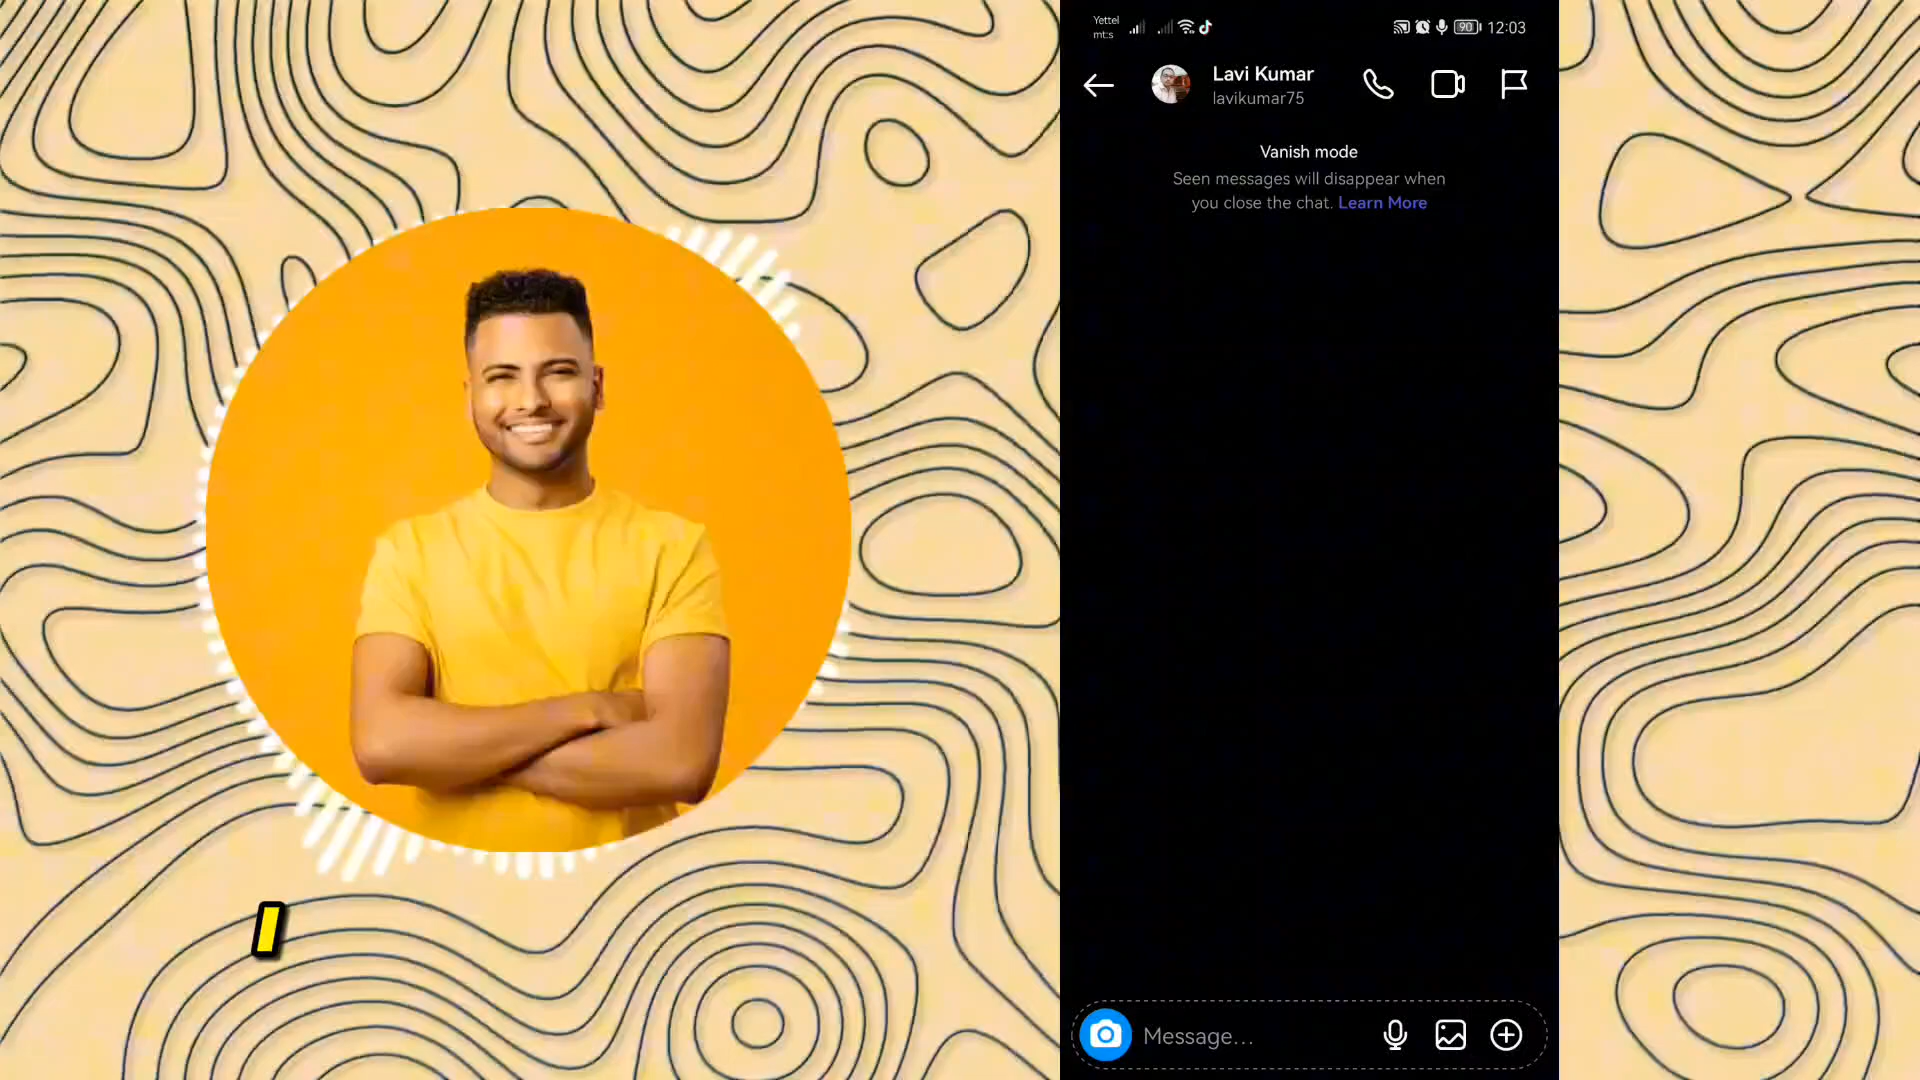 Yettel
mt:s
90
12:03
Lavi Kumar
lavikumar75
Vanish mode
Seen messages will disappear when
you close the chat. Learn More
I
Message...